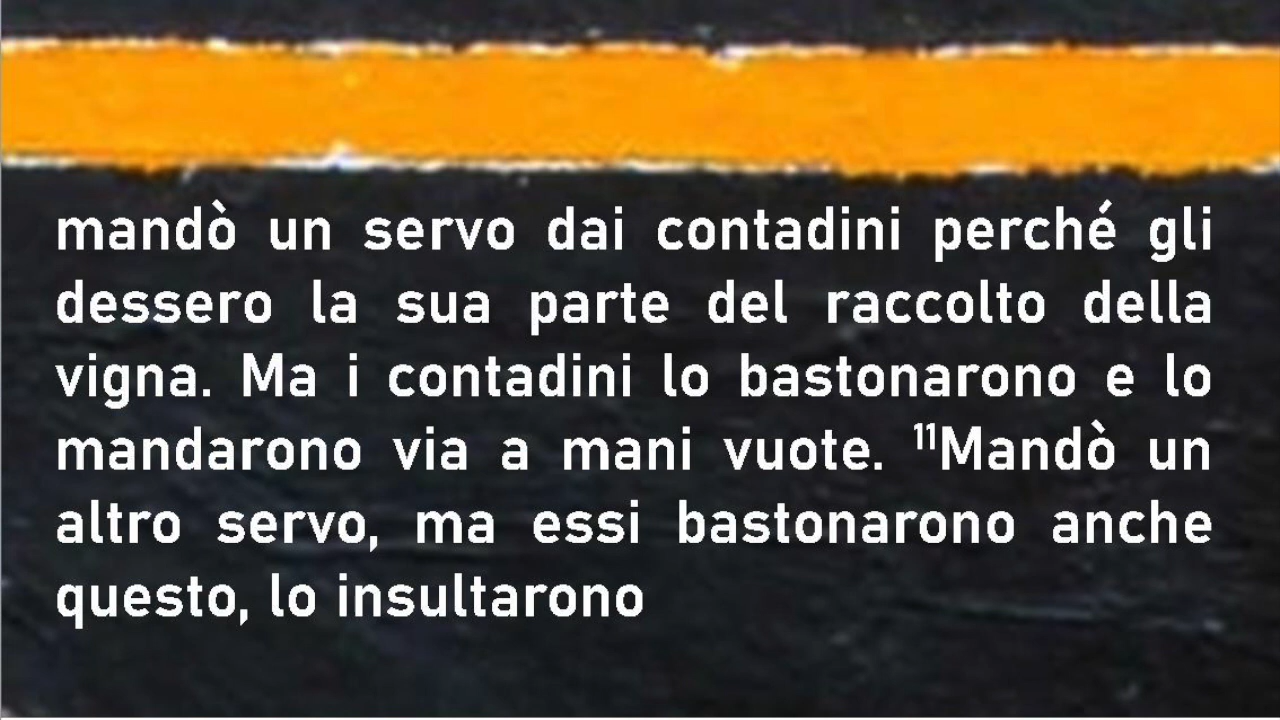 mandò un servo dai contadini perché gli
dessero la sua parte del raccolto della
vigna. Ma i contadini lo bastonarono e lo
mandarono via a mani vuote. ¹¹Mandò un
altro servo, ma essi bastonarono anche
questo, lo insultarono